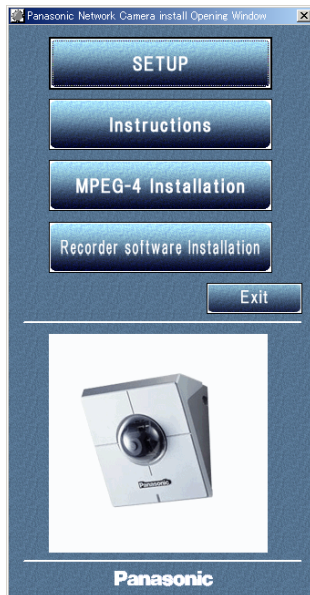 Panasonic Network Camera install Opening Window
SETUP
Instructions
MPEG-4 Installation
Recorder software Installation
Exit
Panasonic
Panasonic